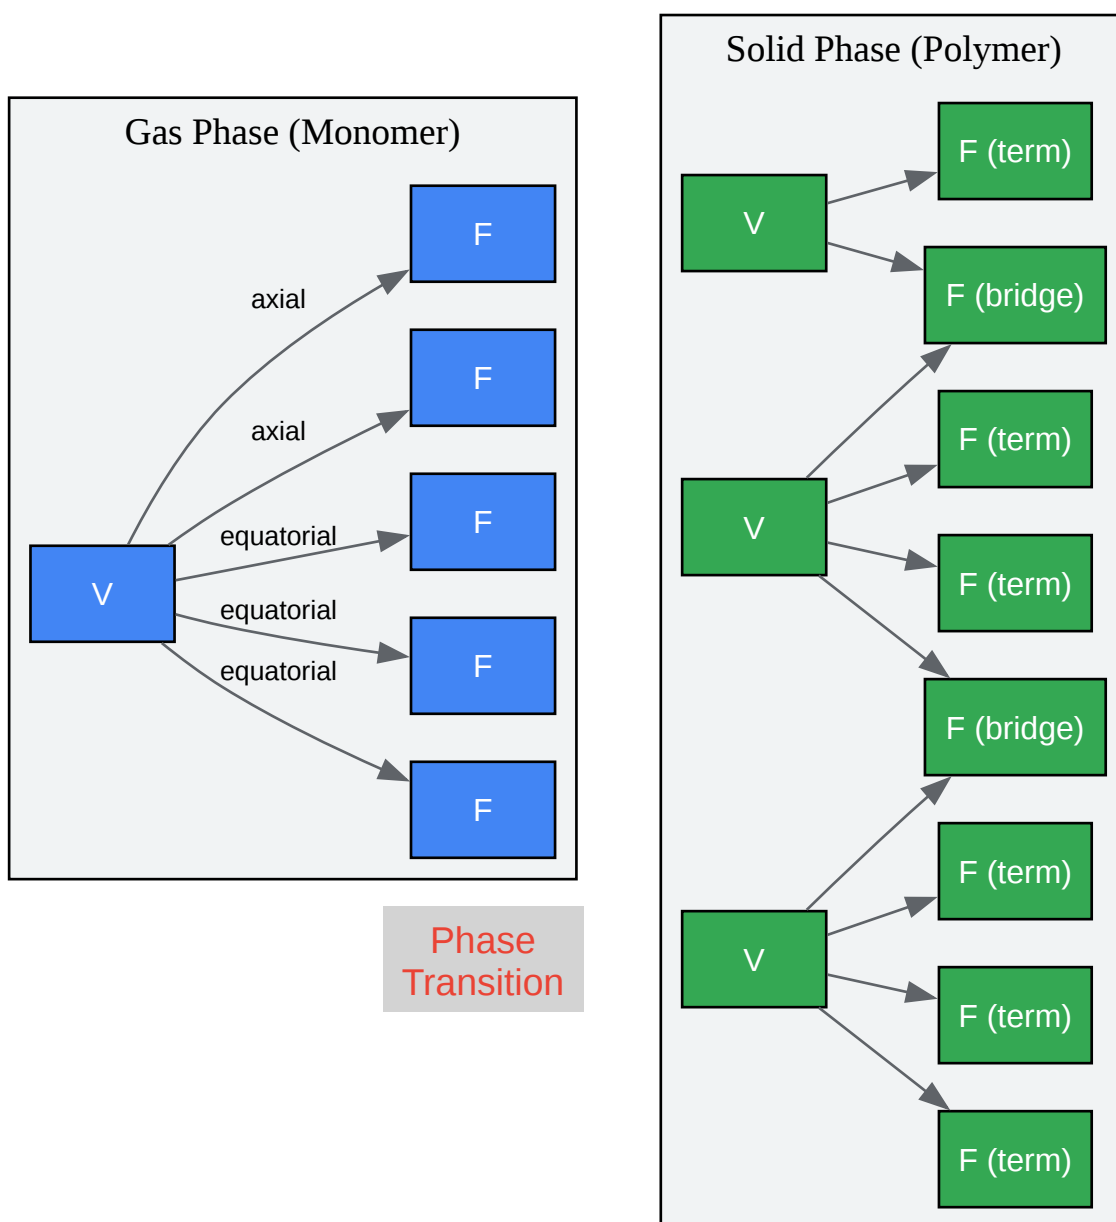 Gas Phase (Monomer)
F
axial
F
axial
F
equatorial
V
equatorial
F
equatorial
F
Phase
Transition
Solid Phase (Polymer)
F (term)
V
F (bridge)
F (term)
V
F (term)
F (bridge)
F (term)
V
F (term)
F (term)